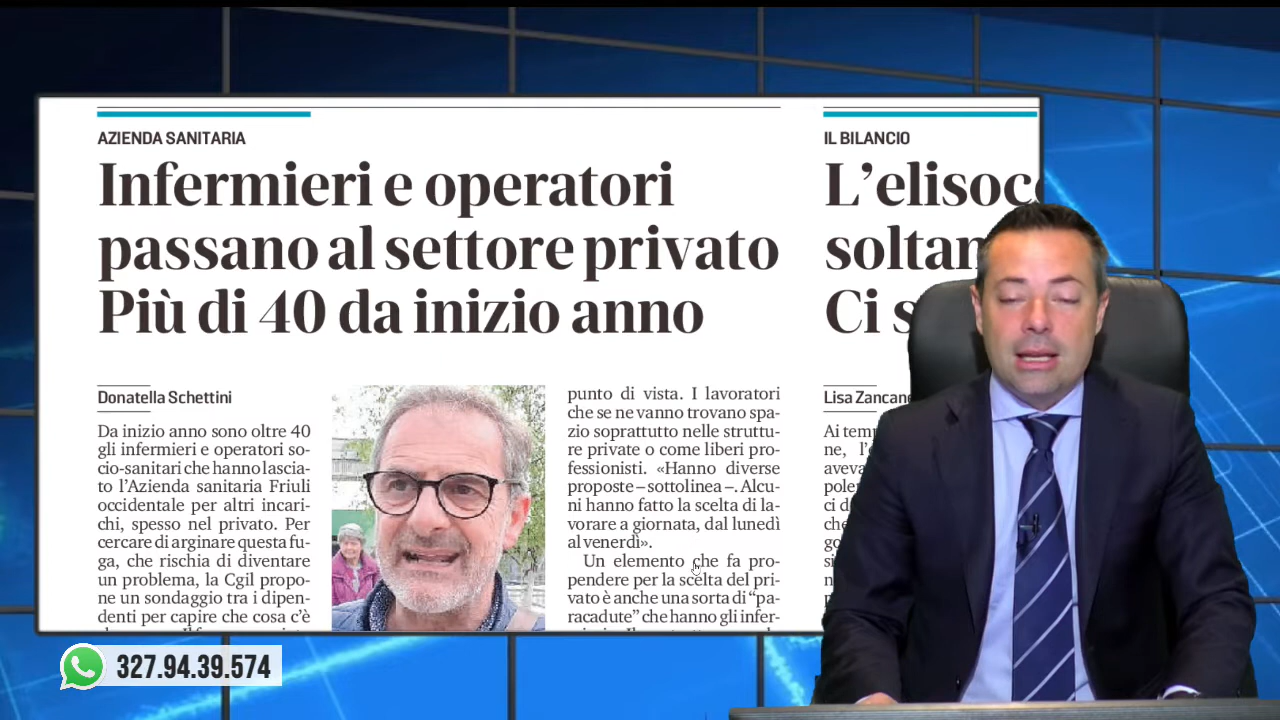 AZIENDA SANITARIA
Infermieri e operatori
passano al settore privato
Più di 40 da inizio anno
Donatella Schettini
Da inizio anno sono oltre 40
gli infermieri e operatori so-
cio-sanitari che hanno lascia-
to l'Azienda sanitaria Friuli
occidentale per altri incari-
chi, spesso nel privato. Per
cercare di arginare questa fu-
ga, che rischia di diventare
un problema, la Cgil propo-
ne un sondaggio tra i dipen-
denti per capire che cosa c'è
punto di vista. I lavoratori
che se ne vanno trovano spa-
zio soprattutto nelle struttu-
re private o come liberi pro-
fessionisti. «Hanno diverse
proposte – sottolinea –. Alcu-
ni hanno fatto la scelta di la-
vorare a giornata, dal lunedì
al venerdì».
Un elemento che fa pro-
pendere per la scelta del pri-
vato è anche una sorta di "pa-
racadute" che hanno gli infer-
IL BILANCIO
L'elisoc
soltan
Ci s
Lisa Zancan
Ai tem
ne, l'
avev
poler
ci d
che
go
si
327.94.39.574